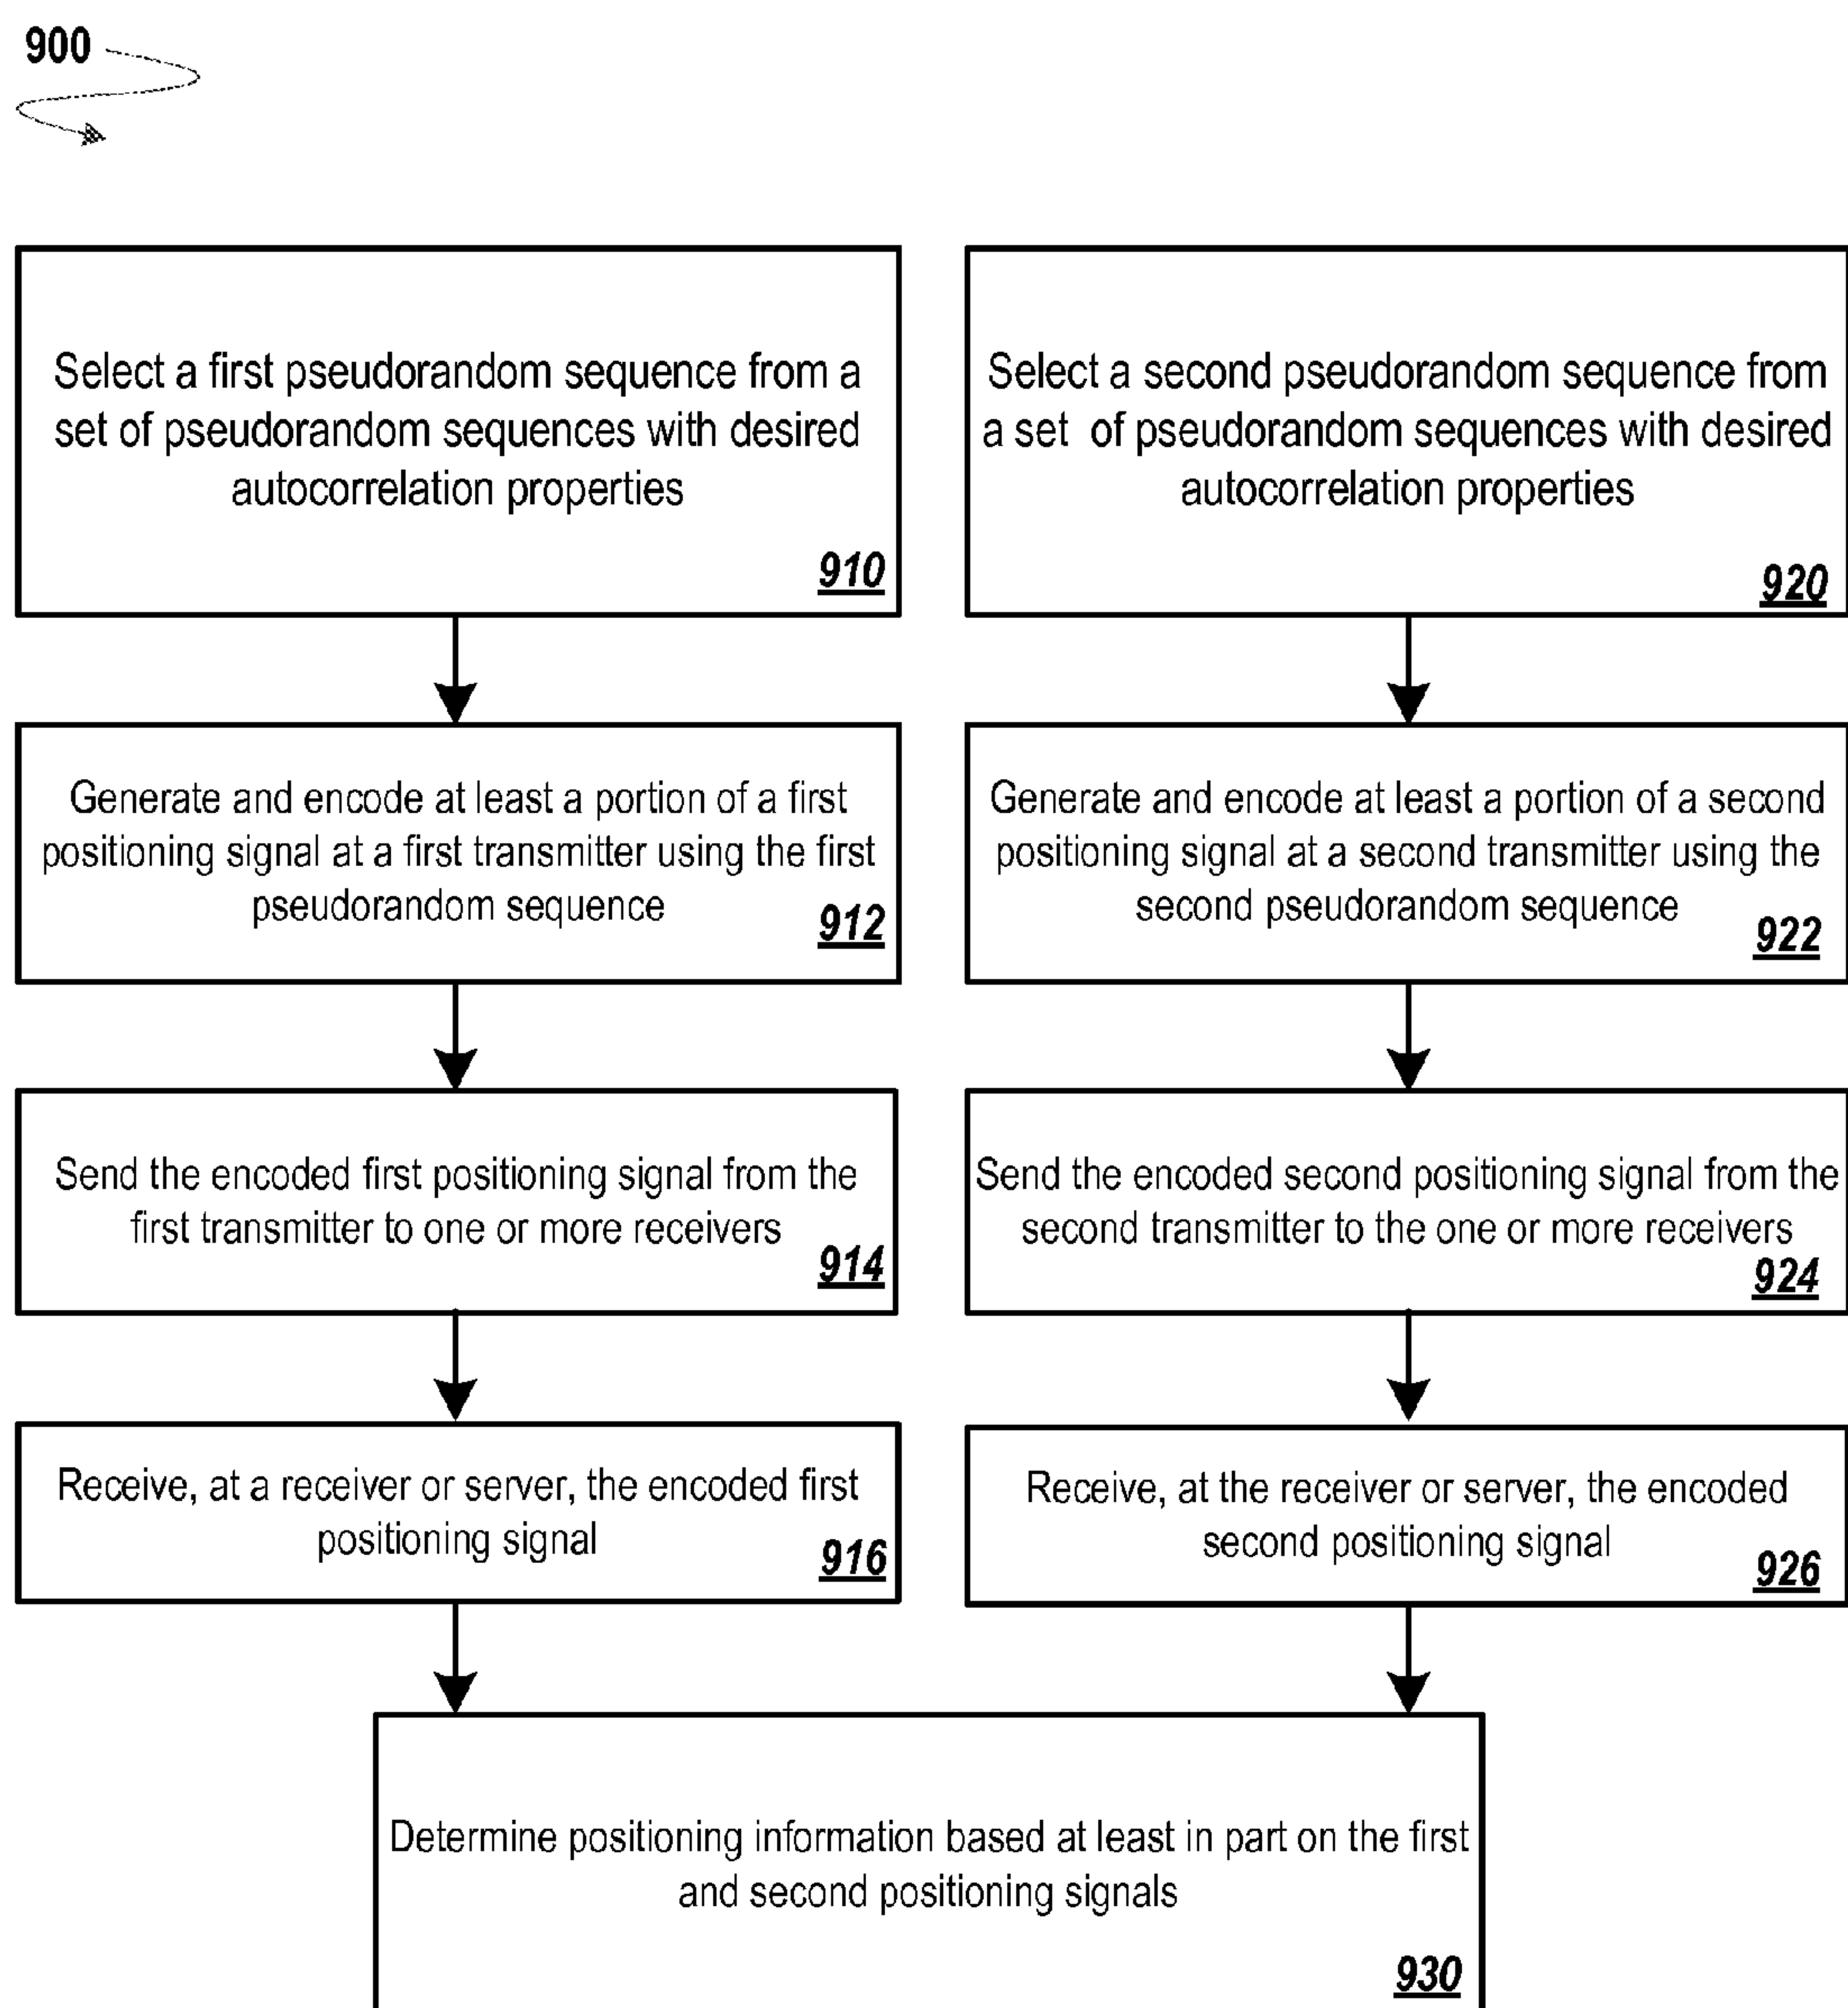 900
Select a first pseudorandom sequence from a
set of pseudorandom sequences with desired
autocorrelation properties
910
Select a second pseudorandom sequence from
a set of pseudorandom sequences with desired
autocorrelation properties
920
Generate and encode at least a portion of a first
positioning signal at a first transmitter using the first
pseudorandom sequence
912
Generate and encode at least a portion of a second
positioning signal at a second transmitter using the
second pseudorandom sequence
922
Send the encoded first positioning signal from the
first transmitter to one or more receivers
914
Send the encoded second positioning signal from the
second transmitter to the one or more receivers
924
Receive, at a receiver or server, the encoded first
positioning signal
916
Receive, at the receiver or server, the encoded
second positioning signal
926
Determine positioning information based at least in part on the first
and second positioning signals
930